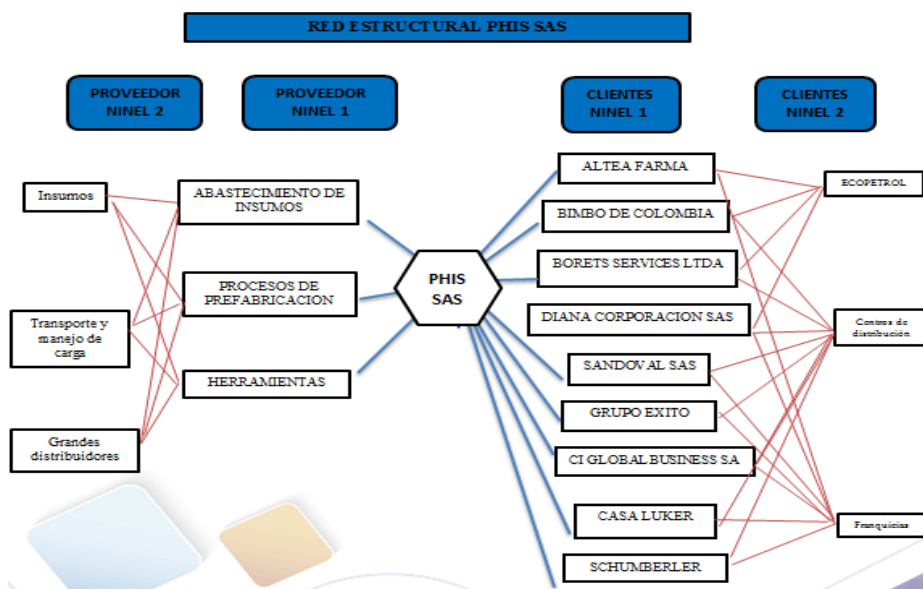 RED ESTRUCTURAL PHIS SAS
PROVEEDOR
NINEL 2
PROVEEDOR
NINEL 1
CLIENTES
NINEL 1
CLIENTES
NINEL 2
Insumos
Transporte y
manejo de
carga
Grandes
distribuidores
ABASTECIMIENTO DE
INSUMOS
PROCESOS DE
PREFABRICACION
HERRAMIENTAS
PHIS
SAS
ALTEA FARMA
BIMBO DE COLOMBIA
BORETS SERVICES LTDA
DIANA CORPORACION SAS
SANDOVAL SAS
GRUPO EXITO
CI GLOBAL BUSINESS SA
CASA LUKER
SCHUMBERLER
ECOPETROL
Centros de
distribución
Franquicias